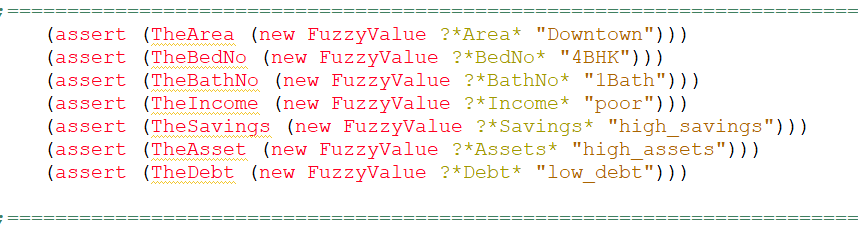 ;==============================================================
(assert (TheArea (new FuzzyValue ?*Area* "Downtown")))
(assert (TheBedNo (new FuzzyValue ?*BedNo* "4BHK")))
(assert (TheBathNo (new FuzzyValue ?*BathNo* "1Bath")))
(assert (TheIncome (new FuzzyValue ?*Income* "poor")))
(assert (TheSavings (new FuzzyValue ?*Savings* "high_savings")))
(assert (TheAsset (new FuzzyValue ?*Assets* "high_assets")))
(assert (TheDebt (new FuzzyValue ?*Debt* "low_debt")))
;==============================================================